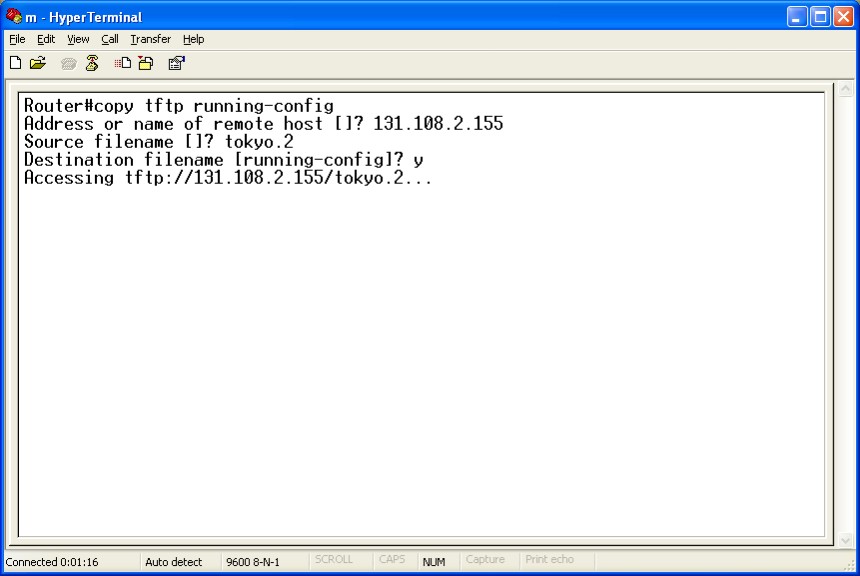 m - HyperTerminal
File Edit View Call Transfer Help
Router#copy tftp running-config
Address or name of remote host []? 131.108.2.155
Source filename []? tokyo.2
Destination filename [running-config]? y
Accessing tftp://131.108.2.155/tokyo.2...
Connected 0:01:16 Auto detect 9600 8-N-1 SCROLL CAPS NUM Capture Print echo